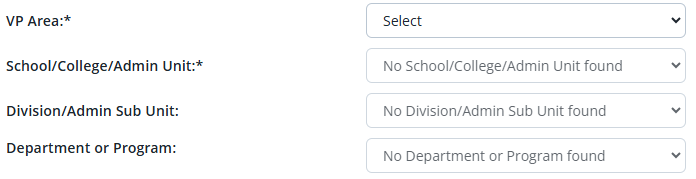 VP Area:* Select
School/College/Admin Unit:* No School/College/Admin Unit found
Division/Admin Sub Unit: No Division/Admin Sub Unit found
Department or Program: No Department or Program found